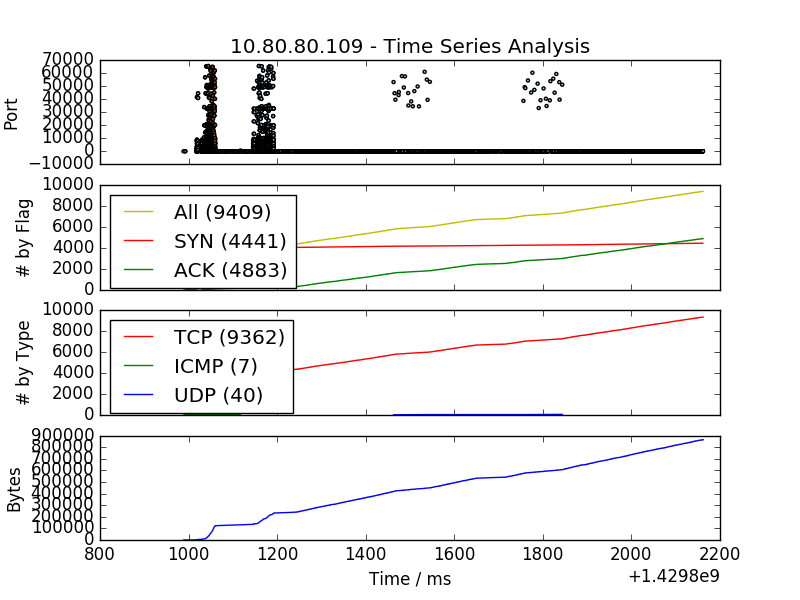 10.80.80.109 - Time Series Analysis
70000
60000
50000
40000
30000
20000
10000
0
−10000
Port
10000
8000
6000
4000
2000
0
# by Flag
All (9409)
SYN (4441)
ACK (4883)
10000
8000
6000
4000
2000
0
# by Type
TCP (9362)
ICMP (7)
UDP (40)
900000
800000
700000
600000
500000
400000
300000
200000
100000
0
Bytes
800 1000 1200 1400 1600 1800 2000 2200
Time / ms
+1.4298e9